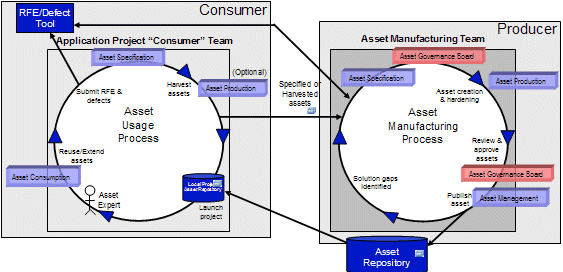 Consumer
RFE/Defect
Tool
Application Project "Consumer" Team
Asset Specification
Harvest
assets
(Optional)
Asset Production
Submit RFE &
defects
Asset
Usage
Process
Reuse/Extend
assets
Asset Consumption
Asset
Expert
Local Project
Asset Repository
Launch
project
Specified or
Harvested
assets
Producer
Asset Manufacturing Team
Asset Governance Board
Asset Specification
Asset Production
Asset creation
& hardening
Asset
Manufacturing
Process
Review &
approve
assets
Solution gaps
identified
Asset Governance Board
Publish
asset
Asset Management
Asset
Repository